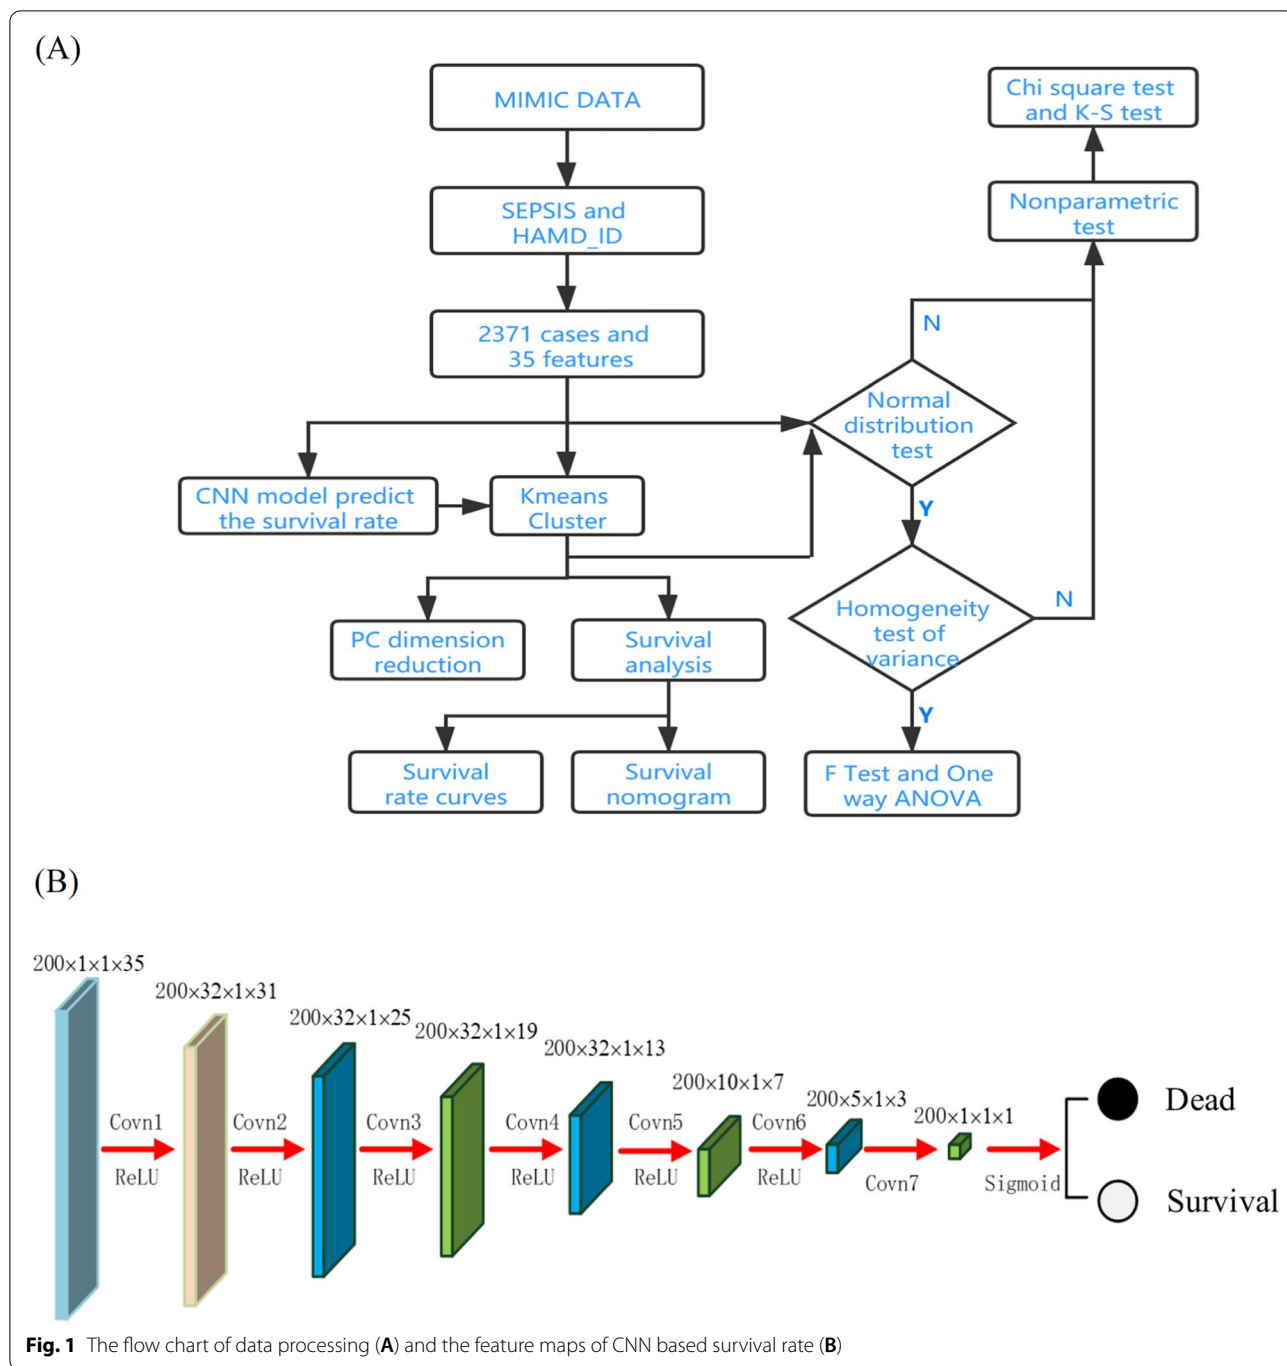 (A)
MIMIC DATA
SEPSIS and
HAMD_ID
2371 cases and
35 features
CNN model predict
the survival rate
Kmeans
Cluster
PC dimension
reduction
Survival
analysis
Survival
rate curves
Survival
nomogram
Chi square test
and K-S test
Nonparametric
test
N
Normal
distribution
test
Y
Homogeneity
test of
variance
N
Y
F Test and One
way ANOVA
(B)
200×1×1×35
200×32×1×31
200×32×1×25
200×32×1×19
200×32×1×13
200×10×1×7
200×5×1×3
200×1×1×1
Covn1
ReLU
Covn2
ReLU
Covn3
ReLU
Covn4
ReLU
Covn5
ReLU
Covn6
ReLU
Covn7
Sigmoid
Dead
Survival
Fig. 1 The flow chart of data processing (A) and the feature maps of CNN based survival rate (B)